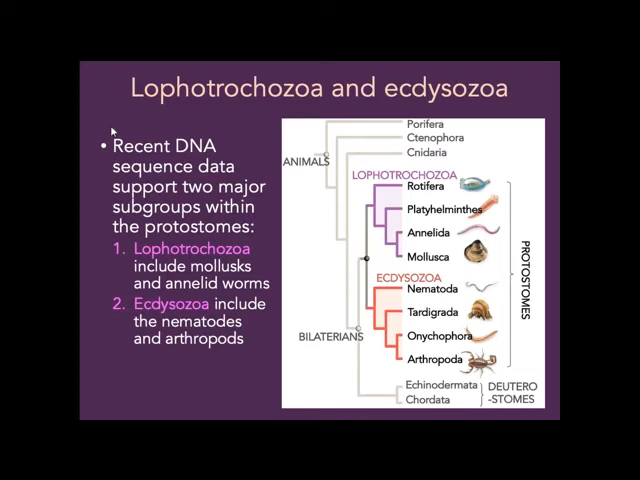 Lophotrochozoa and ecdysozoa
• Recent DNA
sequence data
support two major
subgroups within
the protostomes:
1. Lophotrochozoa
include mollusks
and annelid worms
2. Ecdysozoa include
the nematodes
and arthropods
Porifera
Ctenophora
Cnidaria
ANIMALS
LOPHOTROCHOZOA
Rotifera
Platyhelminthes
Annelida
Mollusca
ECDYSOZOA
Nematoda
Tardigrada
Onychophora
Arthropoda
PROTOSTOMES
BILATERIANS
Echinodermata
Chordata
DEUTERO
-STOMES